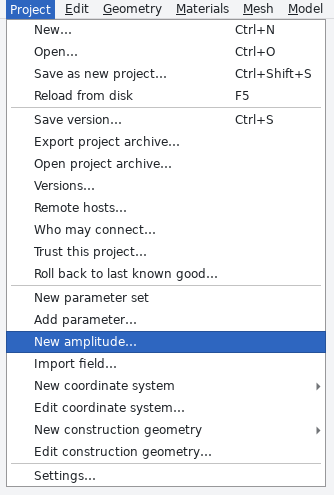 Project Edit Geometry Materials Mesh Model
New... Ctrl+N
Open... Ctrl+O
Save as new project... Ctrl+Shift+S
Reload from disk F5
Save version... Ctrl+S
Export project archive...
Open project archive...
Versions...
Remote hosts...
Who may connect...
Trust this project...
Roll back to last known good...
New parameter set
Add parameter...
New amplitude...
Import field...
New coordinate system
Edit coordinate system...
New construction geometry
Edit construction geometry...
Settings...